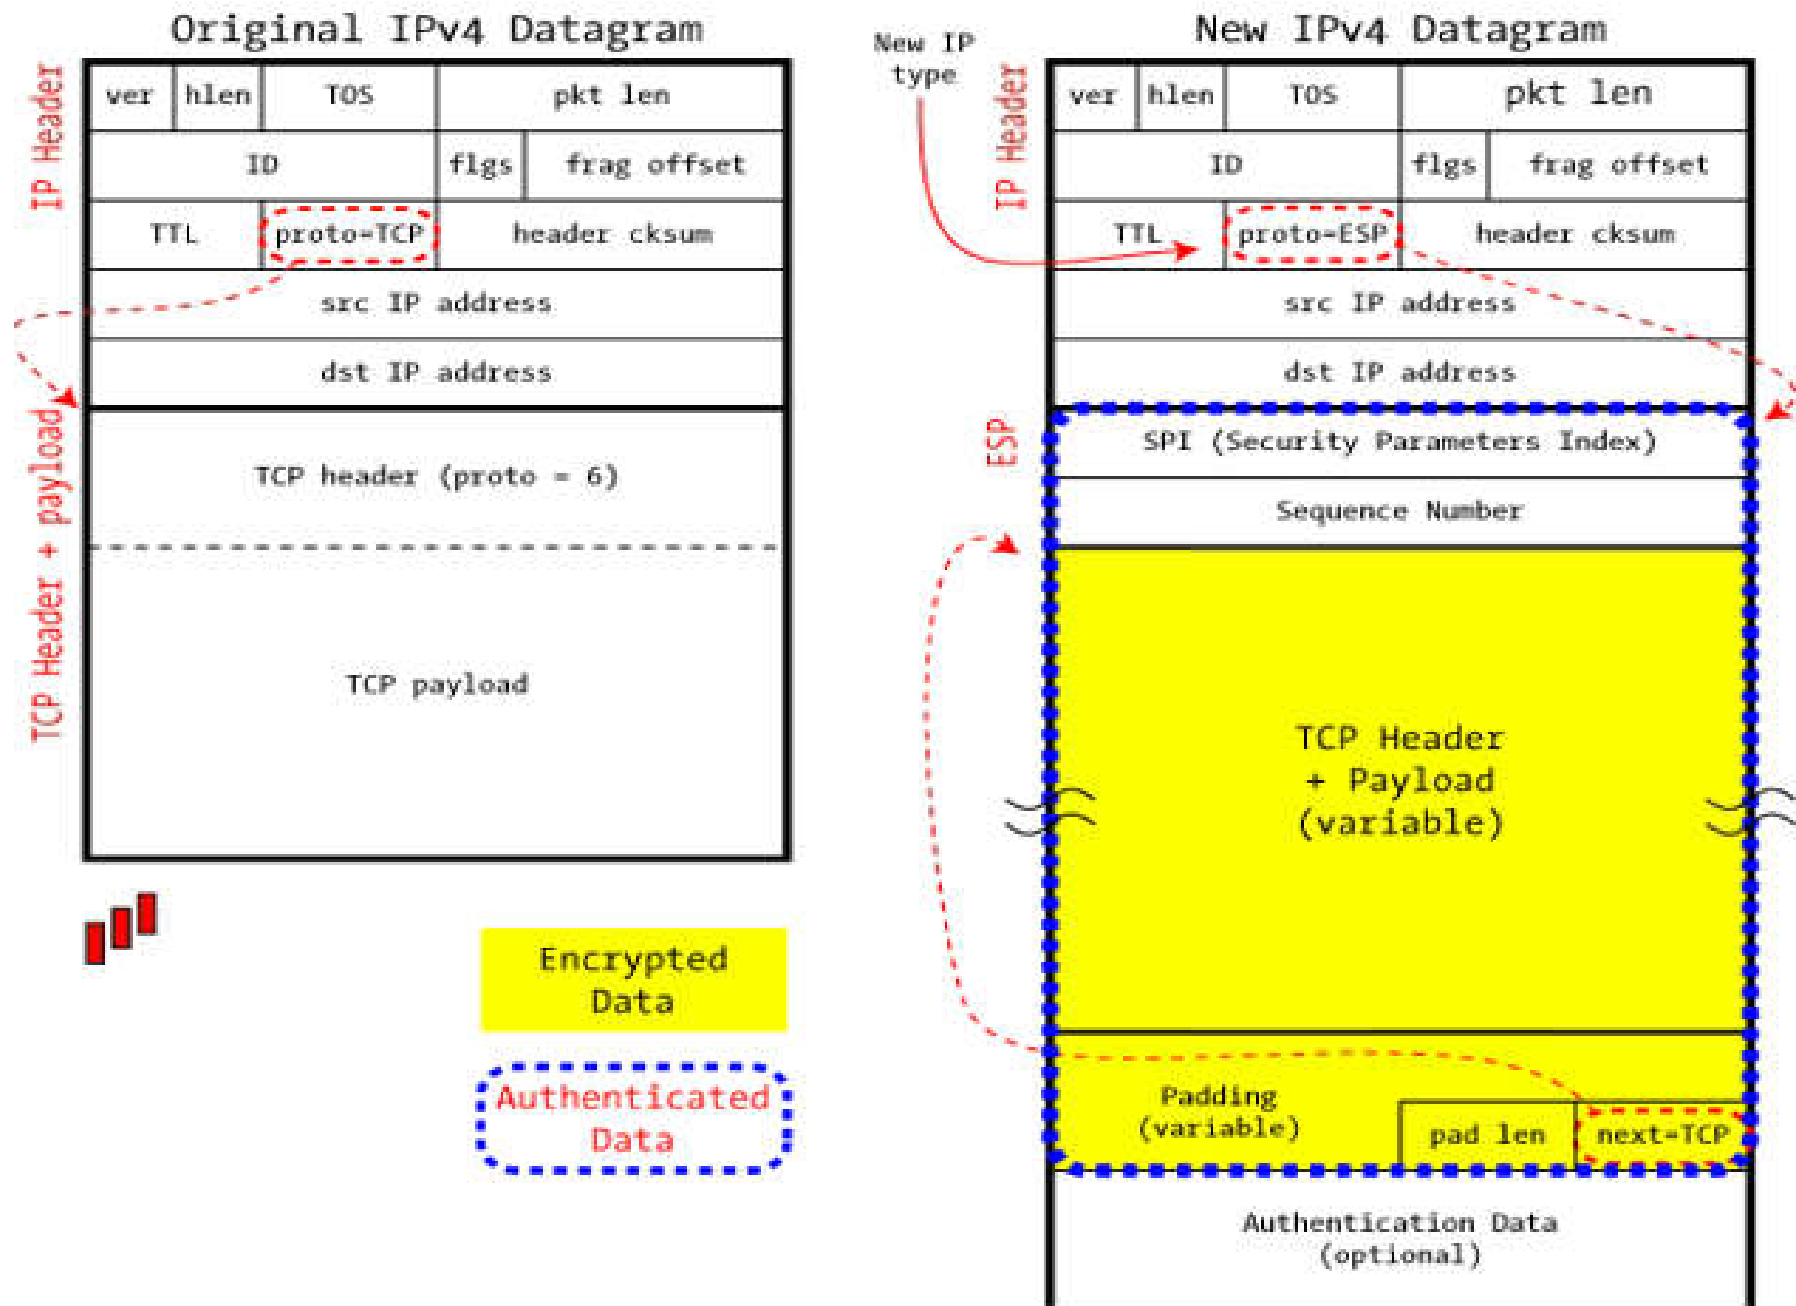 Original IPv4 Datagram
IP Header
ver hlen TOS pkt len
ID flgs frag offset
TTL proto=TCP header cksum
src IP address
dst IP address
TCP Header + payload
TCP header (proto = 6)
TCP payload
Encrypted
Data
Authenticated
Data
New IPv4 Datagram
New IP
type
IP Header
ver hlen TOS pkt len
ID flgs frag offset
TTL proto=ESP header cksum
src IP address
dst IP address
ESP
SPI (Security Parameters Index)
Sequence Number
TCP Header
+ Payload
(variable)
Padding
(variable)
pad len next=TCP
Authentication Data
(optional)